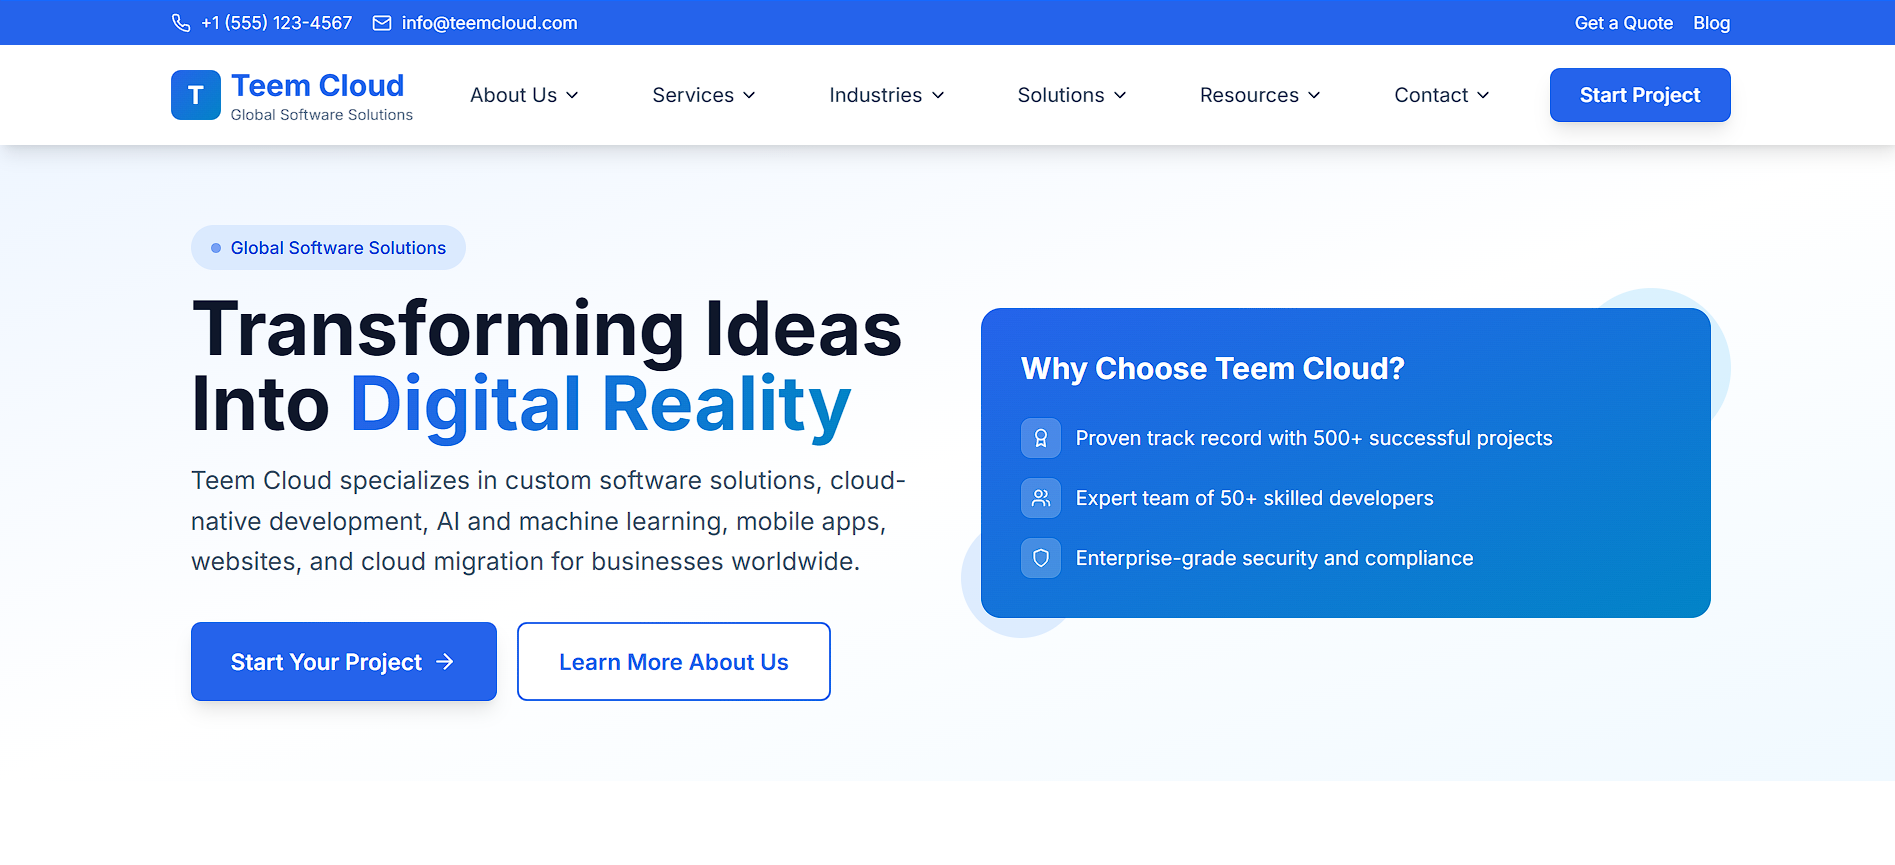 +1 (555) 123-4567 info@teemcloud.com Get a Quote Blog
T Teem Cloud
Global Software Solutions
About Us Services Industries Solutions Resources Contact Start Project
Global Software Solutions
Transforming Ideas
Into Digital Reality
Teem Cloud specializes in custom software solutions, cloud-
native development, AI and machine learning, mobile apps,
websites, and cloud migration for businesses worldwide.
Start Your Project Learn More About Us
Why Choose Teem Cloud?
Proven track record with 500+ successful projects
Expert team of 50+ skilled developers
Enterprise-grade security and compliance